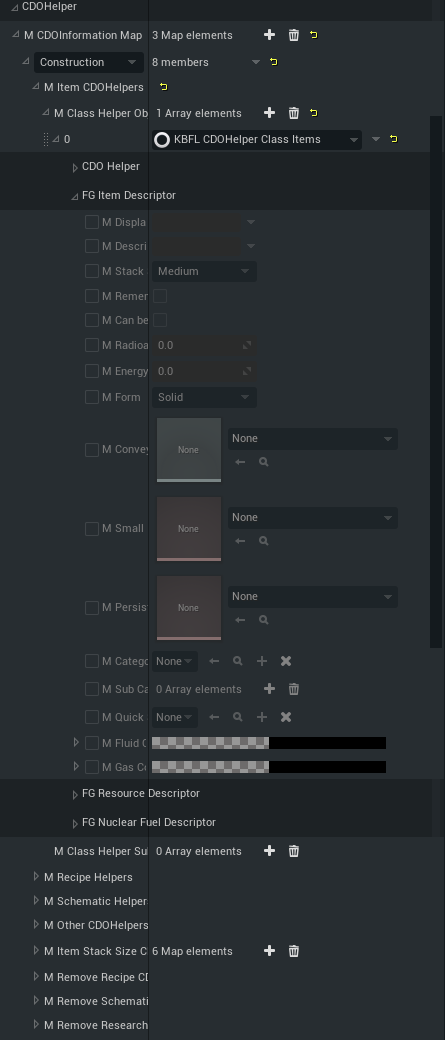 CDOHelper
M CDOInformation Map 3 Map elements
Construction 8 members
M Item CDOHelpers
M Class Helper Ob 1 Array elements
0 KBFL CDOHelper Class Items
CDO Helper
FG Item Descriptor
M Displa
M Descri
M Stack Medium
M Remer
M Can be
M Radioa 0.0
M Energy 0.0
M Form Solid
M Convey None None
M Small None None
M Persis None None
M Catego None
M Sub Ca 0 Array elements
M Quick None
M Fluid C
M Gas Co
FG Resource Descriptor
FG Nuclear Fuel Descriptor
M Class Helper Sul 0 Array elements
M Recipe Helpers
M Schematic Helper
M Other CDOHelpers
M Item Stack Size C 6 Map elements
M Remove Recipe CD
M Remove Schemati
M Remove Research